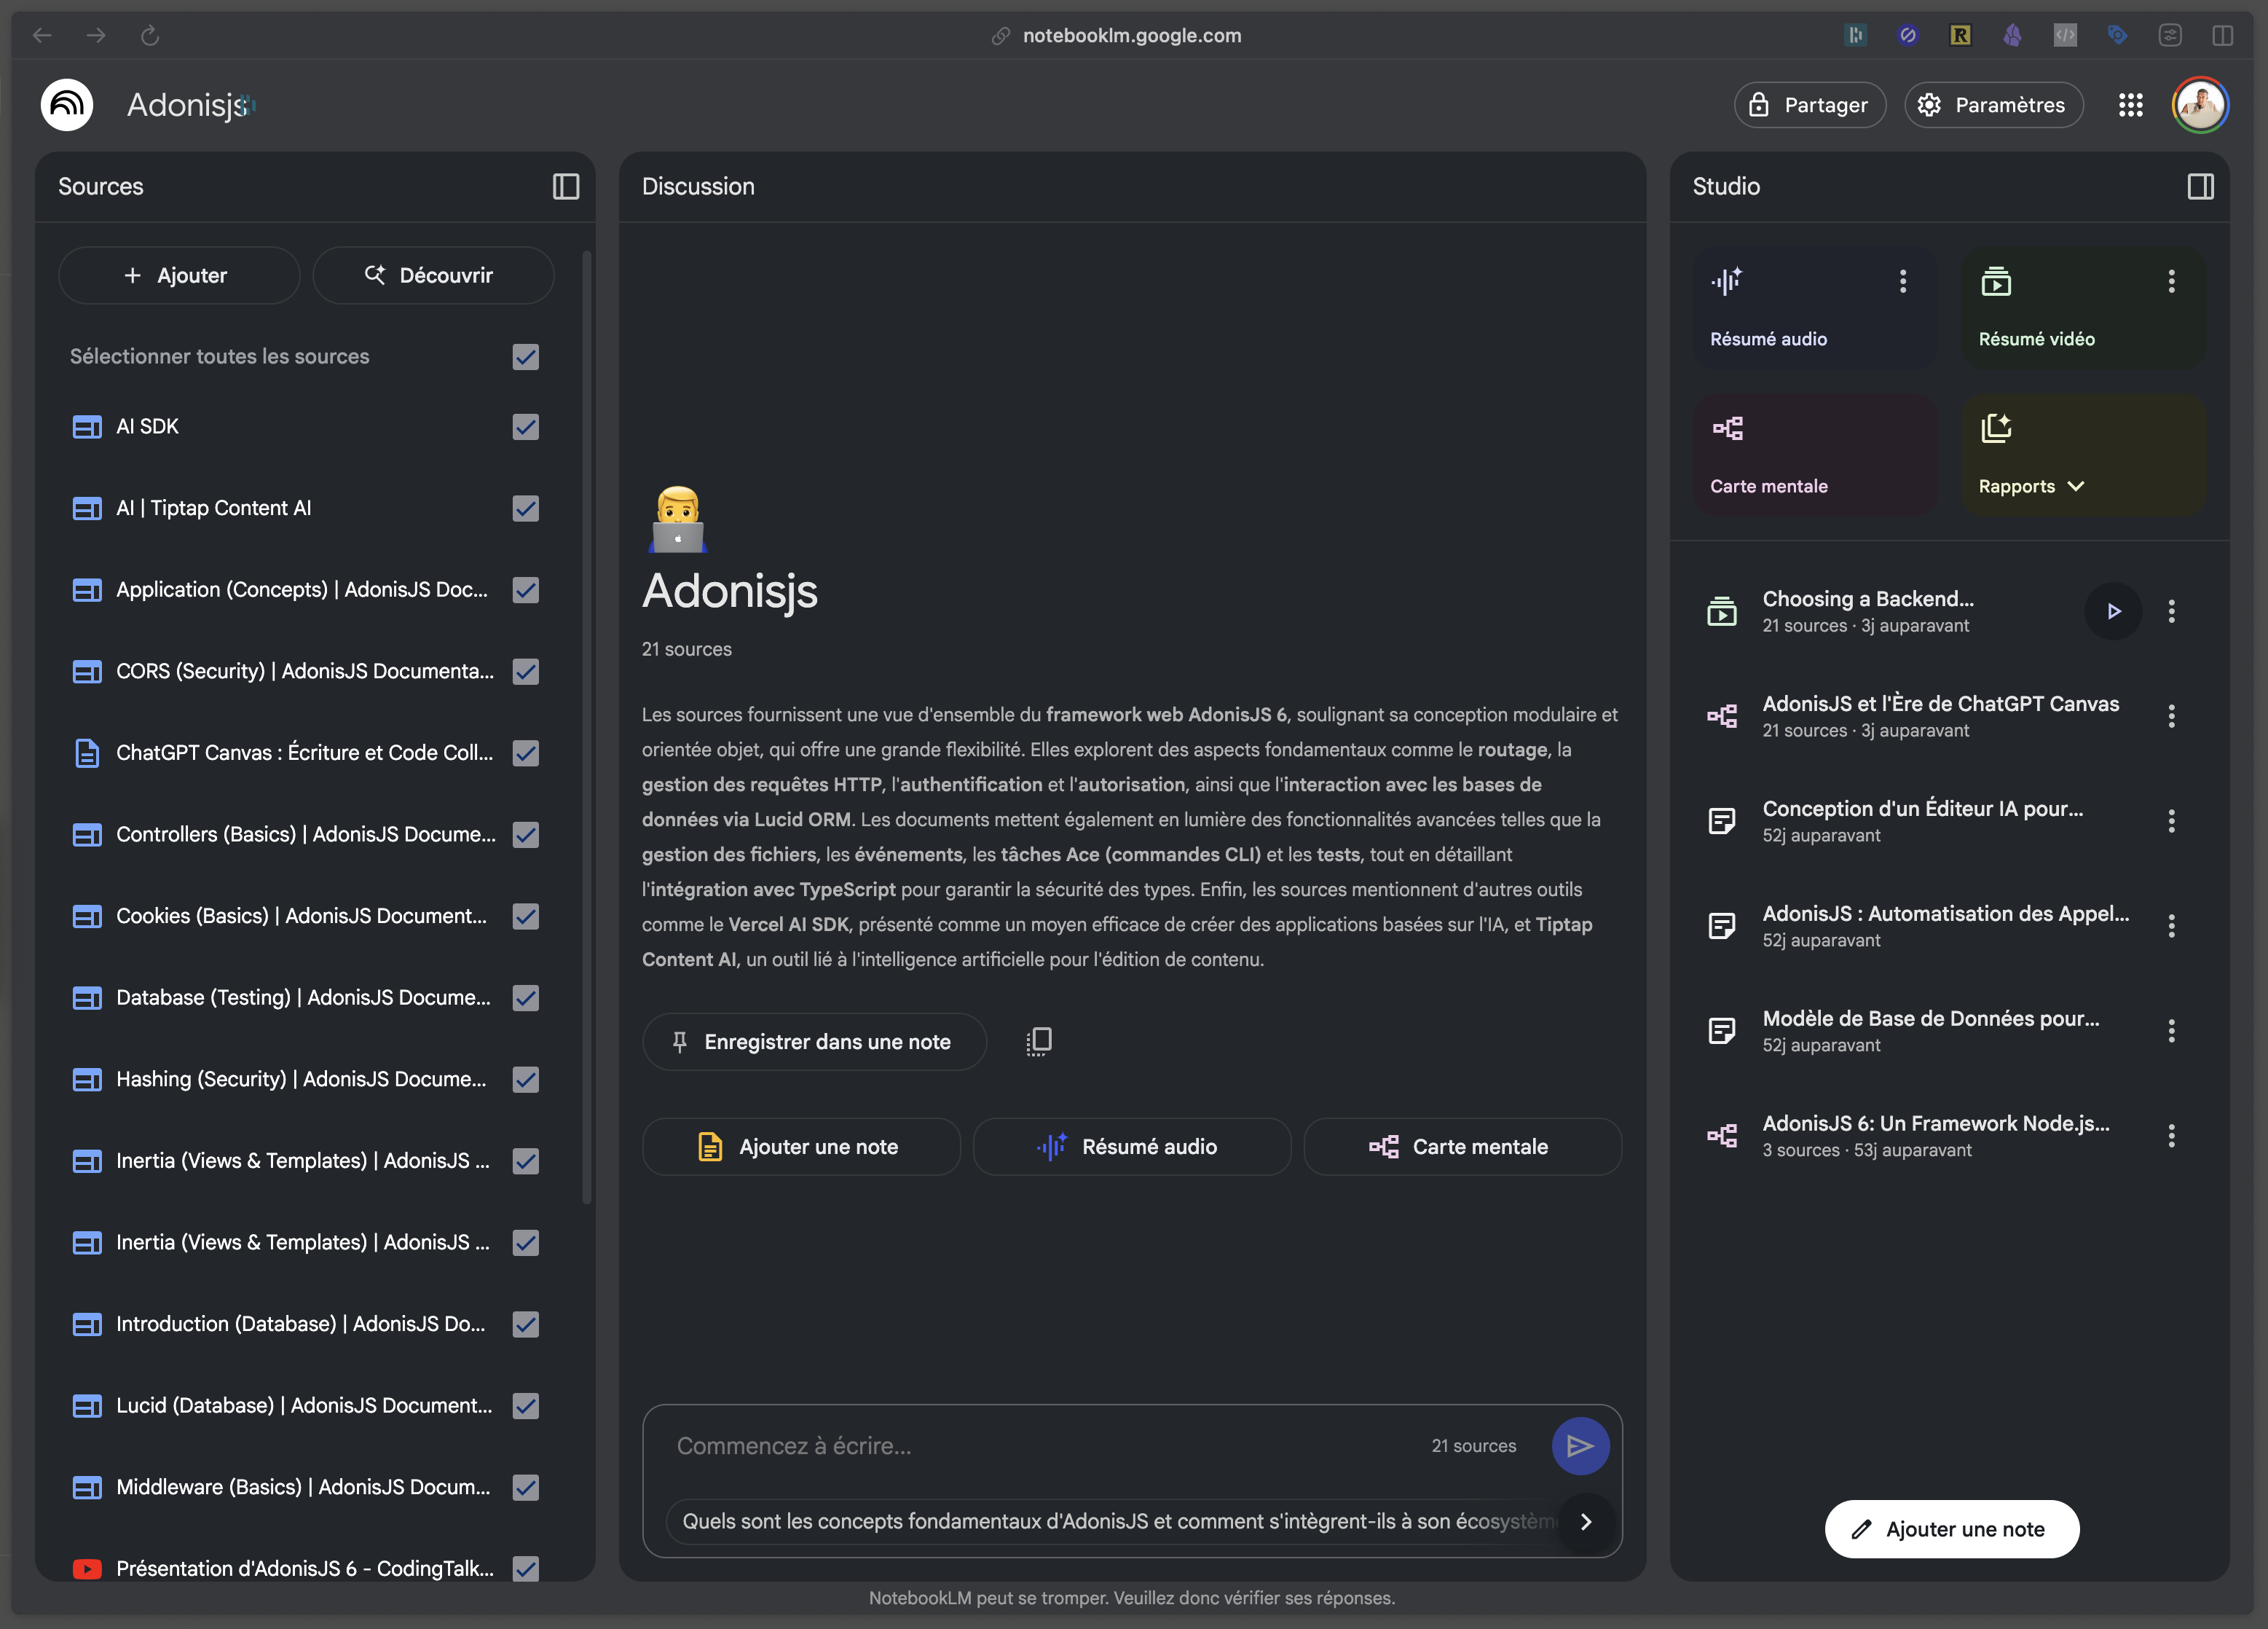 notebooklm.google.com
Adonisjs
Partager
Paramètres
Sources
Ajouter
Découvrir
Sélectionner toutes les sources
AI SDK
AI | Tiptap Content AI
Application (Concepts) | AdonisJS Doc...
CORS (Security) | AdonisJS Documenta...
ChatGPT Canvas : Écriture et Code Coll...
Controllers (Basics) | AdonisJS Docume...
Cookies (Basics) | AdonisJS Document...
Database (Testing) | AdonisJS Docume...
Hashing (Security) | AdonisJS Docume...
Inertia (Views & Templates) | AdonisJS ...
Inertia (Views & Templates) | AdonisJS ...
Introduction (Database) | AdonisJS Do...
Lucid (Database) | AdonisJS Document...
Middleware (Basics) | AdonisJS Docum...
Présentation d'AdonisJS 6 - CodingTalk...
Discussion
Adonisjs
21 sources
Les sources fournissent une vue d'ensemble du framework web AdonisJS 6, soulignant sa conception modulaire et
orientée objet, qui offre une grande flexibilité. Elles explorent des aspects fondamentaux comme le routage, la
gestion des requêtes HTTP, l'authentification et l'autorisation, ainsi que l'interaction avec les bases de
données via Lucid ORM. Les documents mettent également en lumière des fonctionnalités avancées telles que la
gestion des fichiers, les événements, les tâches Ace (commandes CLI) et les tests, tout en détaillant
l'intégration avec TypeScript pour garantir la sécurité des types. Enfin, les sources mentionnent d'autres outils
comme le Vercel AI SDK, présenté comme un moyen efficace de créer des applications basées sur l'IA, et Tiptap
Content AI, un outil lié à l'intelligence artificielle pour l'édition de contenu.
Enregistrer dans une note
Ajouter une note
Résumé audio
Carte mentale
Commencez à écrire...
21 sources
Quels sont les concepts fondamentaux d'AdonisJS et comment s'intègrent-ils à son écosystème
NotebookLM peut se tromper. Veuillez donc vérifier ses réponses.
Studio
Résumé audio
Résumé vidéo
Carte mentale
Rapports
Choosing a Backend...
21 sources · 3j auparavant
AdonisJS et l'Ère de ChatGPT Canvas
21 sources · 3j auparavant
Conception d'un Éditeur IA pour...
52j auparavant
AdonisJS : Automatisation des Appel...
52j auparavant
Modèle de Base de Données pour...
52j auparavant
AdonisJS 6: Un Framework Node.js...
3 sources · 53j auparavant
Ajouter une note